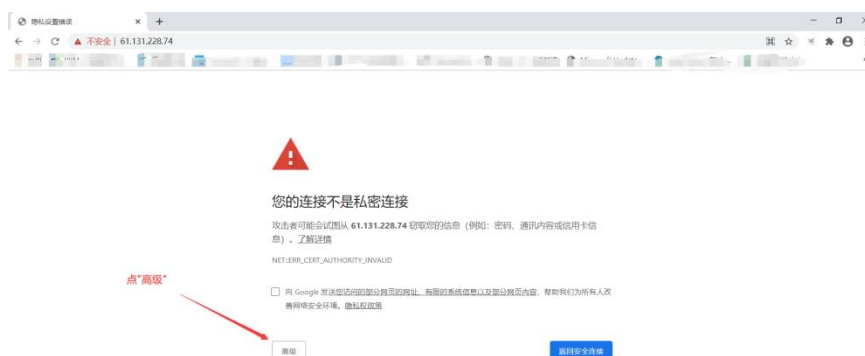 隐私设置错误
不安全 61.131.228.74
您的连接不是私密连接
攻击者可能会试图从 61.131.228.74 窃取您的信息（例如：密码、通讯内容或信用卡信
息）。了解详情
NET::ERR_CERT_AUTHORITY_INVALID
点"高级"
向 Google 发送您访问的部分网页的网址、有限的系统信息以及部分网页内容，帮助我们为所有人改
善网络安全环境。隐私权政策
高级
返回安全连接